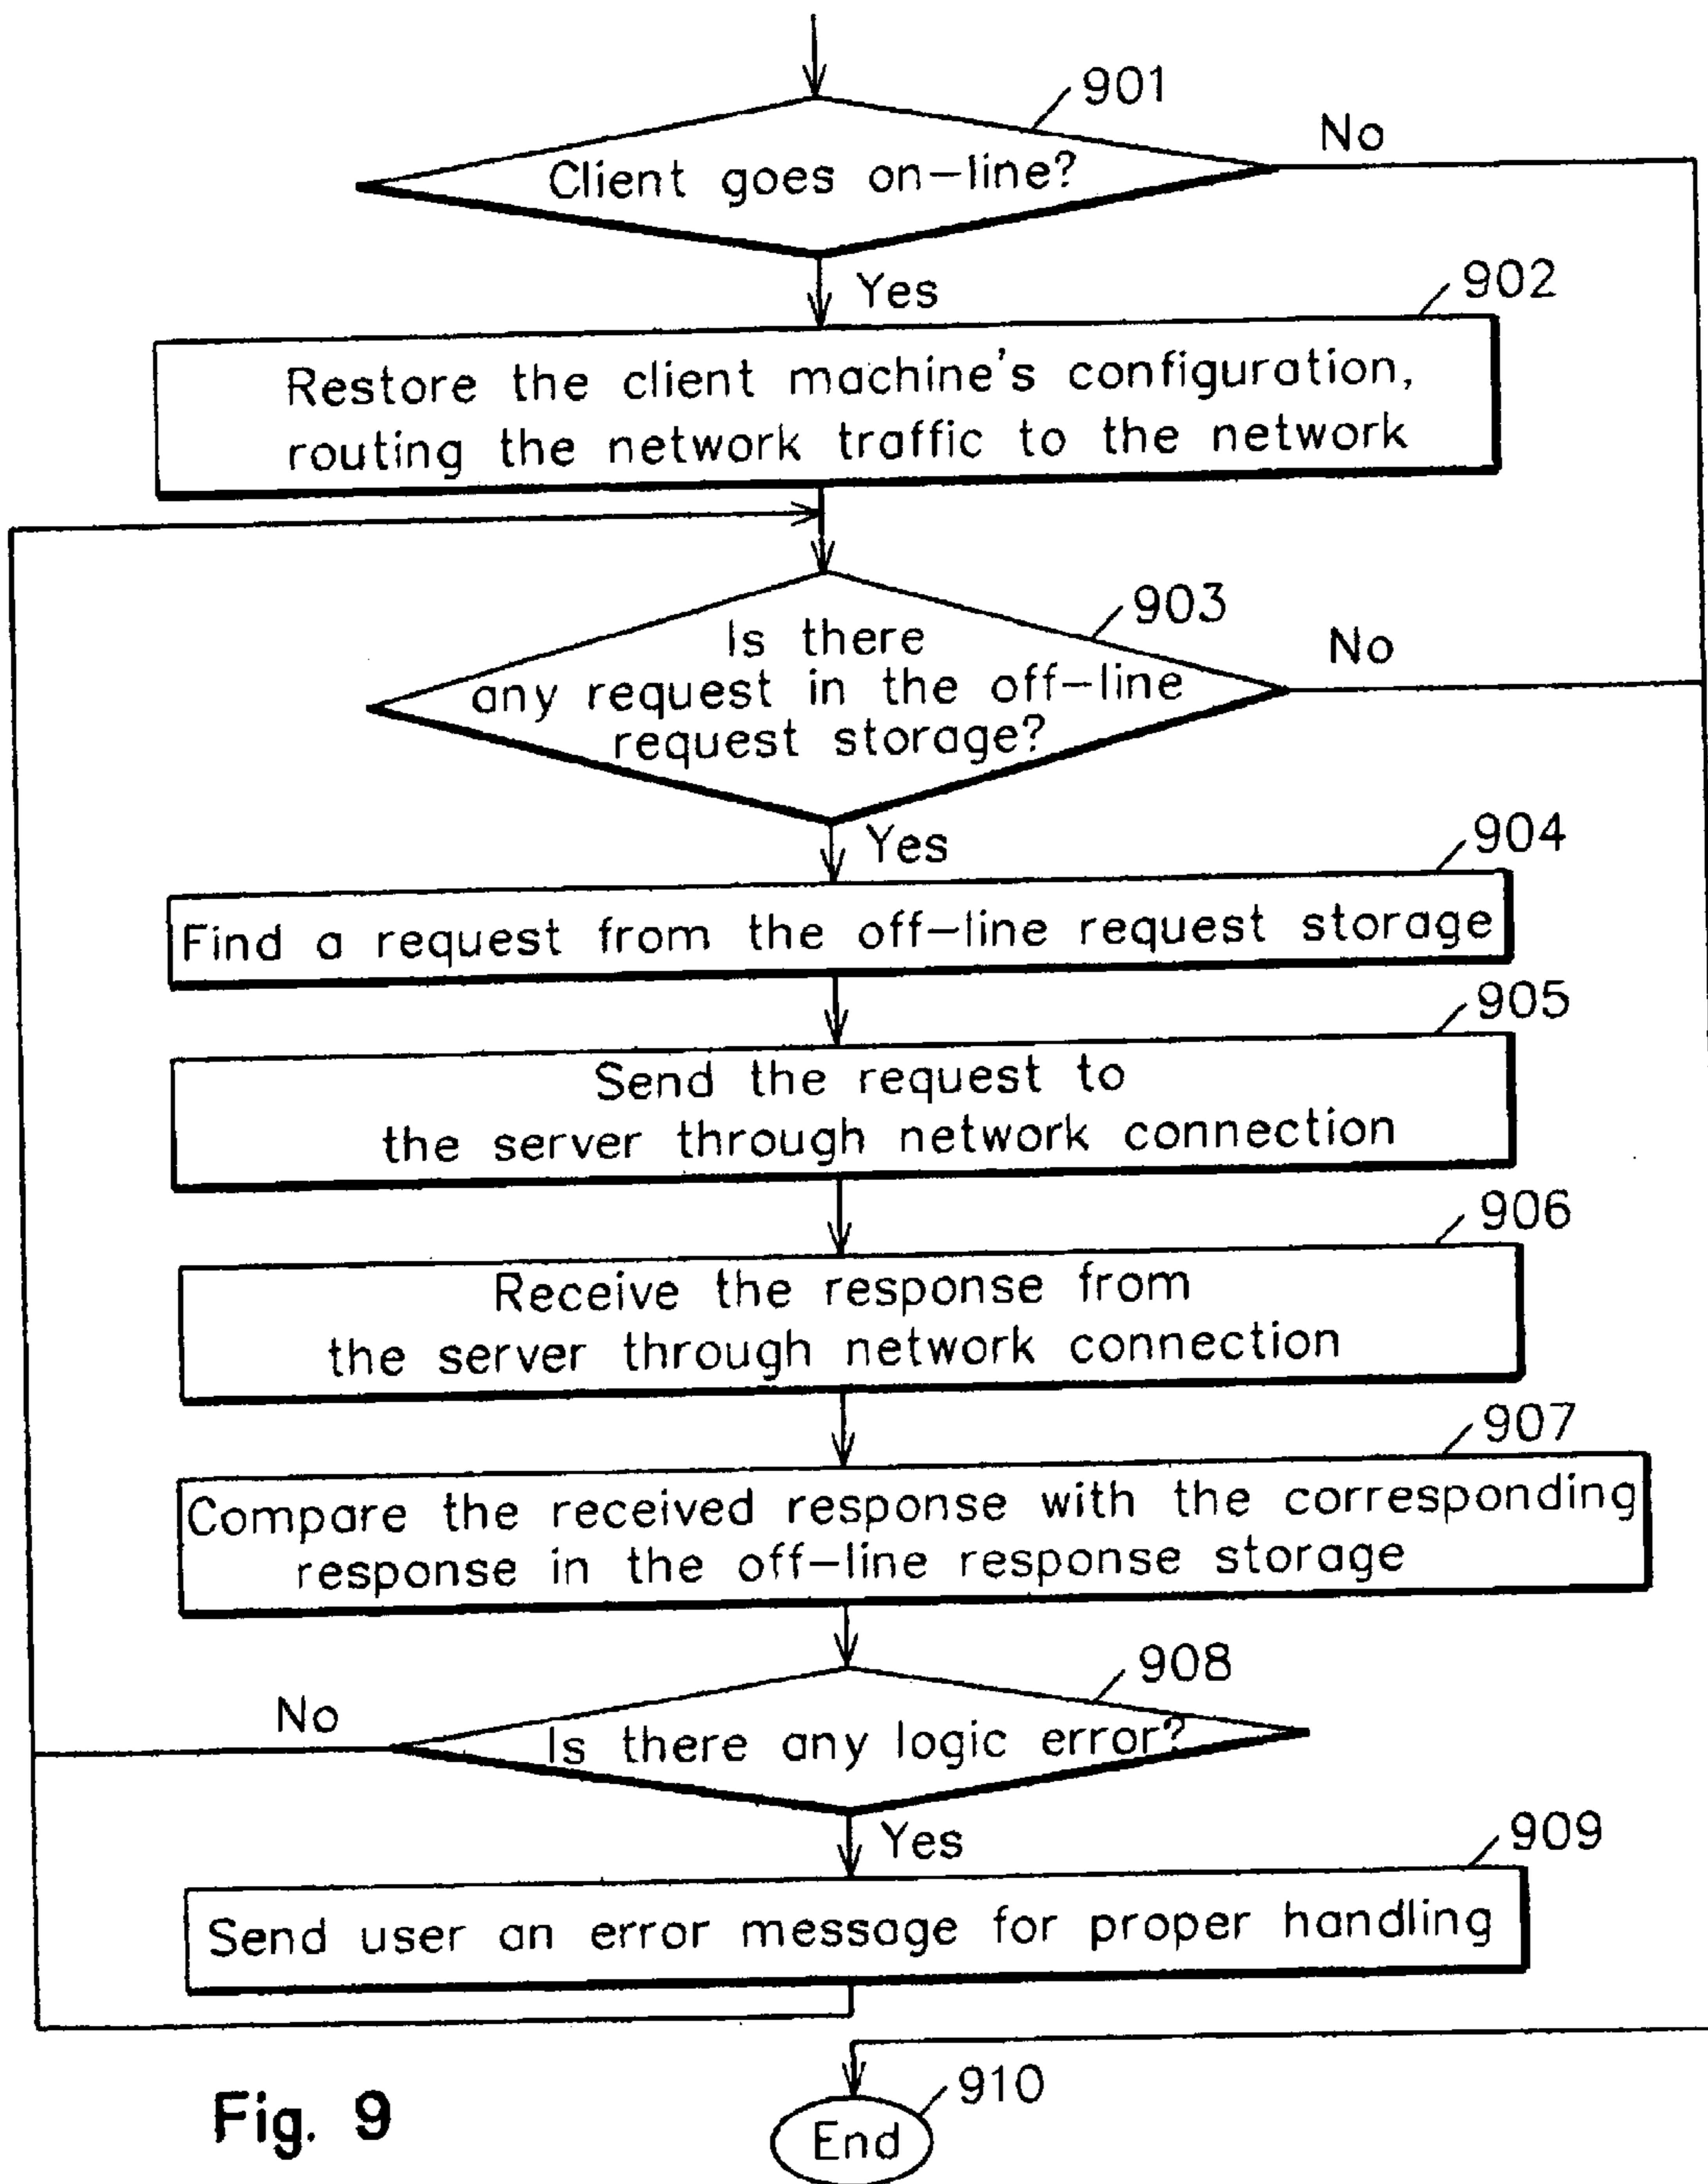 901
No
Client goes on-line?
Yes
902
Restore the client machine's configuration,
routing the network traffic to the network
903
Is there
No
any request in the off-line
request storage?
Yes
904
Find a request from the off-line request storage
905
Send the request to
the server through network connection
906
Receive the response from
the server through network connection
907
Compare the received response with the corresponding
response in the off-line response storage
908
No
Is there any logic error?
Yes
909
Send user an error message for proper handling
910
End
Fig. 9